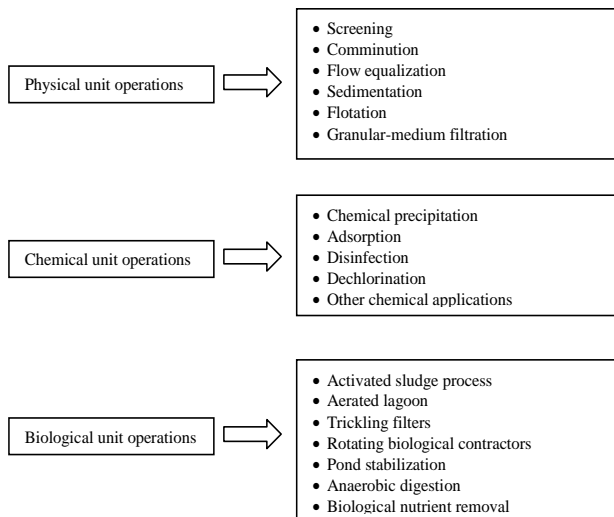 Physical unit operations
• Screening
• Comminution
• Flow equalization
• Sedimentation
• Flotation
• Granular-medium filtration
Chemical unit operations
• Chemical precipitation
• Adsorption
• Disinfection
• Dechlorination
• Other chemical applications
Biological unit operations
• Activated sludge process
• Aerated lagoon
• Trickling filters
• Rotating biological contractors
• Pond stabilization
• Anaerobic digestion
• Biological nutrient removal